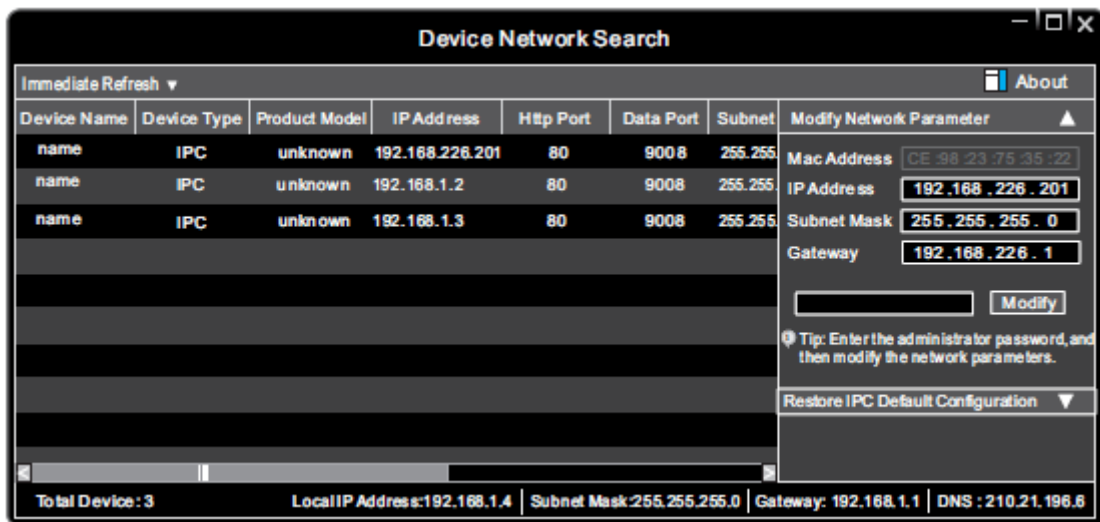 Device Network Search
Immediate Refresh
About
Device Name Device Type Product Model IP Address Http Port Data Port Subnet
name IPC unknown 192.168.226.201 80 9008 255.255.
name IPC unknown 192.168.1.2 80 9008 255.255.
name IPC unknown 192.168.1.3 80 9008 255.255.
Modify Network Parameter
Mac Address CE :98 :23 :75 :35 :22
IP Address 192 .168 .226 .201
Subnet Mask 255 .255 .255 . 0
Gateway 192 .168 .226 . 1
Modify
Tip: Enter the administrator password, and
then modify the network parameters.
Restore IPC Default Configuration
Total Device: 3 Local IP Address:192.168.1.4 Subnet Mask:255.255.255.0 Gateway: 192.168.1.1 DNS : 210.21.196.6